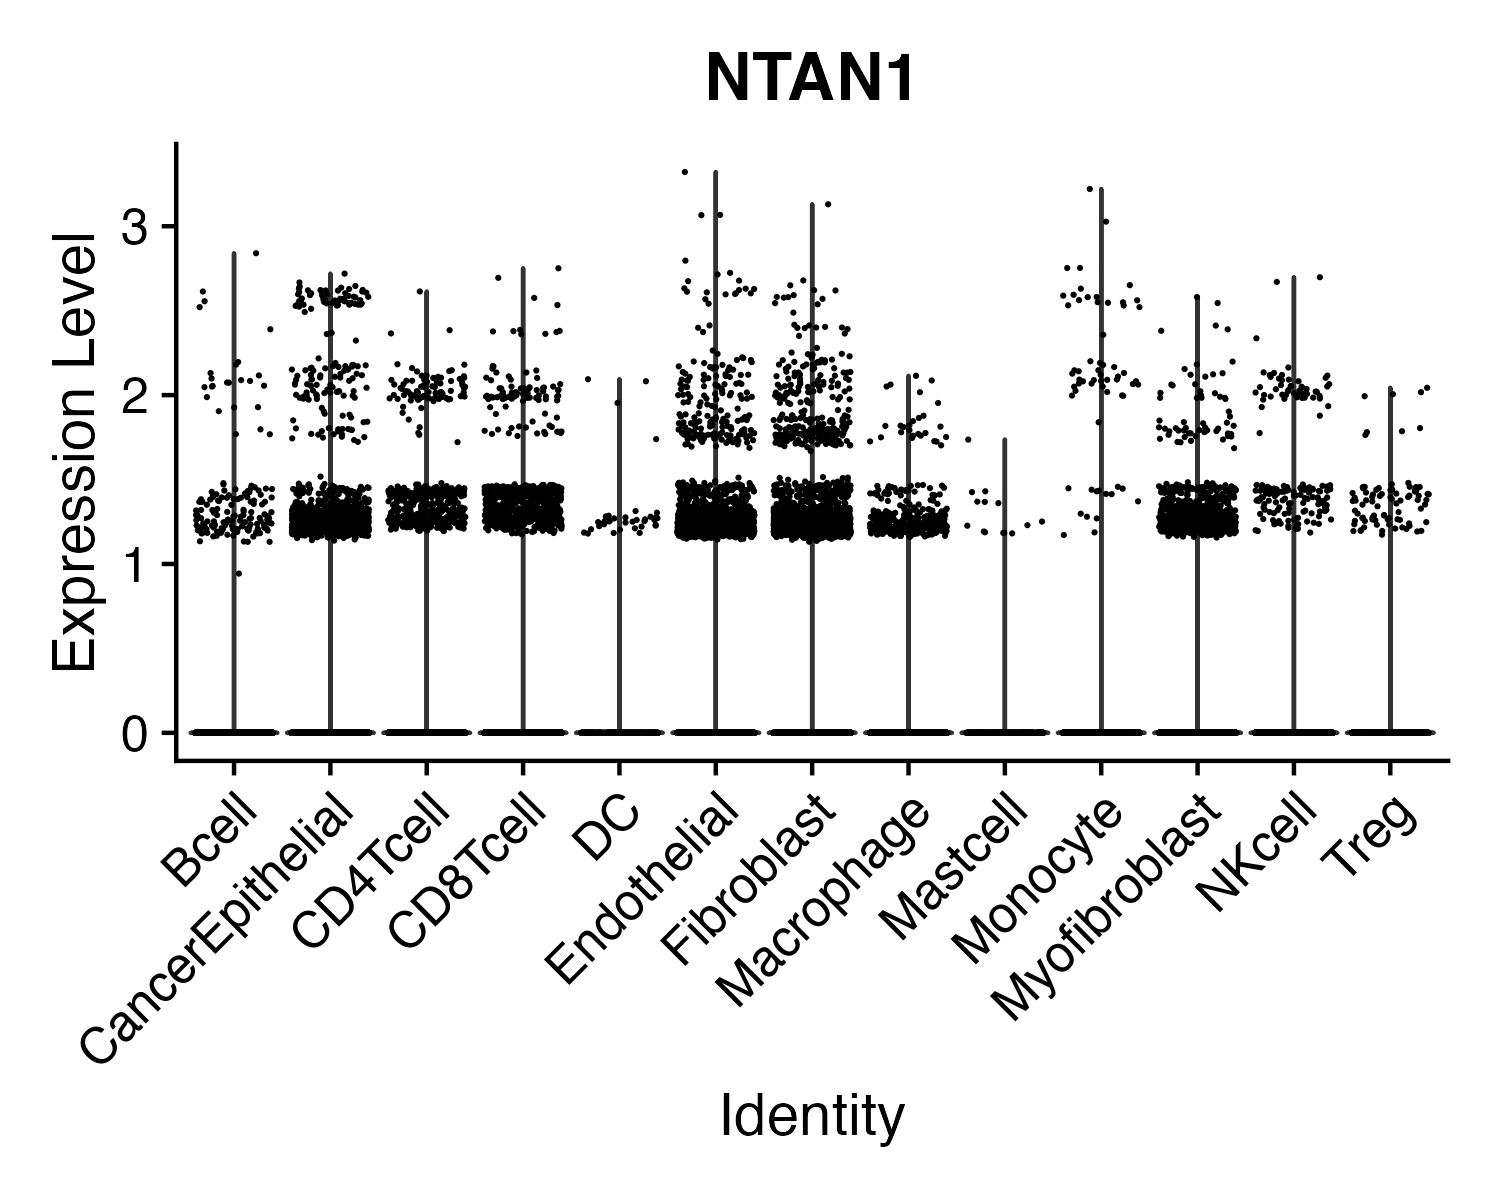 NTAN1
Expression Level
3
2
1
0
Bcell
CancerEpithelial
CD4Tcell
CD8Tcell
DC
Endothelial
Fibroblast
Macrophage
Mastcell
Monocyte
Myofibroblast
NKcell
Treg
Identity